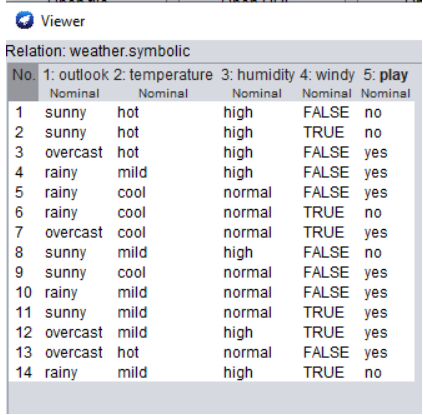 Viewer
Relation: weather.symbolic
No. 1: outlook 2: temperature 3: humidity 4: windy 5: play
Nominal Nominal Nominal Nominal Nominal
1 sunny hot high FALSE no
2 sunny hot high TRUE no
3 overcast hot high FALSE yes
4 rainy mild high FALSE yes
5 rainy cool normal FALSE yes
6 rainy cool normal TRUE no
7 overcast cool normal TRUE yes
8 sunny mild high FALSE no
9 sunny cool normal FALSE yes
10 rainy mild normal FALSE yes
11 sunny mild normal TRUE yes
12 overcast mild high TRUE yes
13 overcast hot normal FALSE yes
14 rainy mild high TRUE no